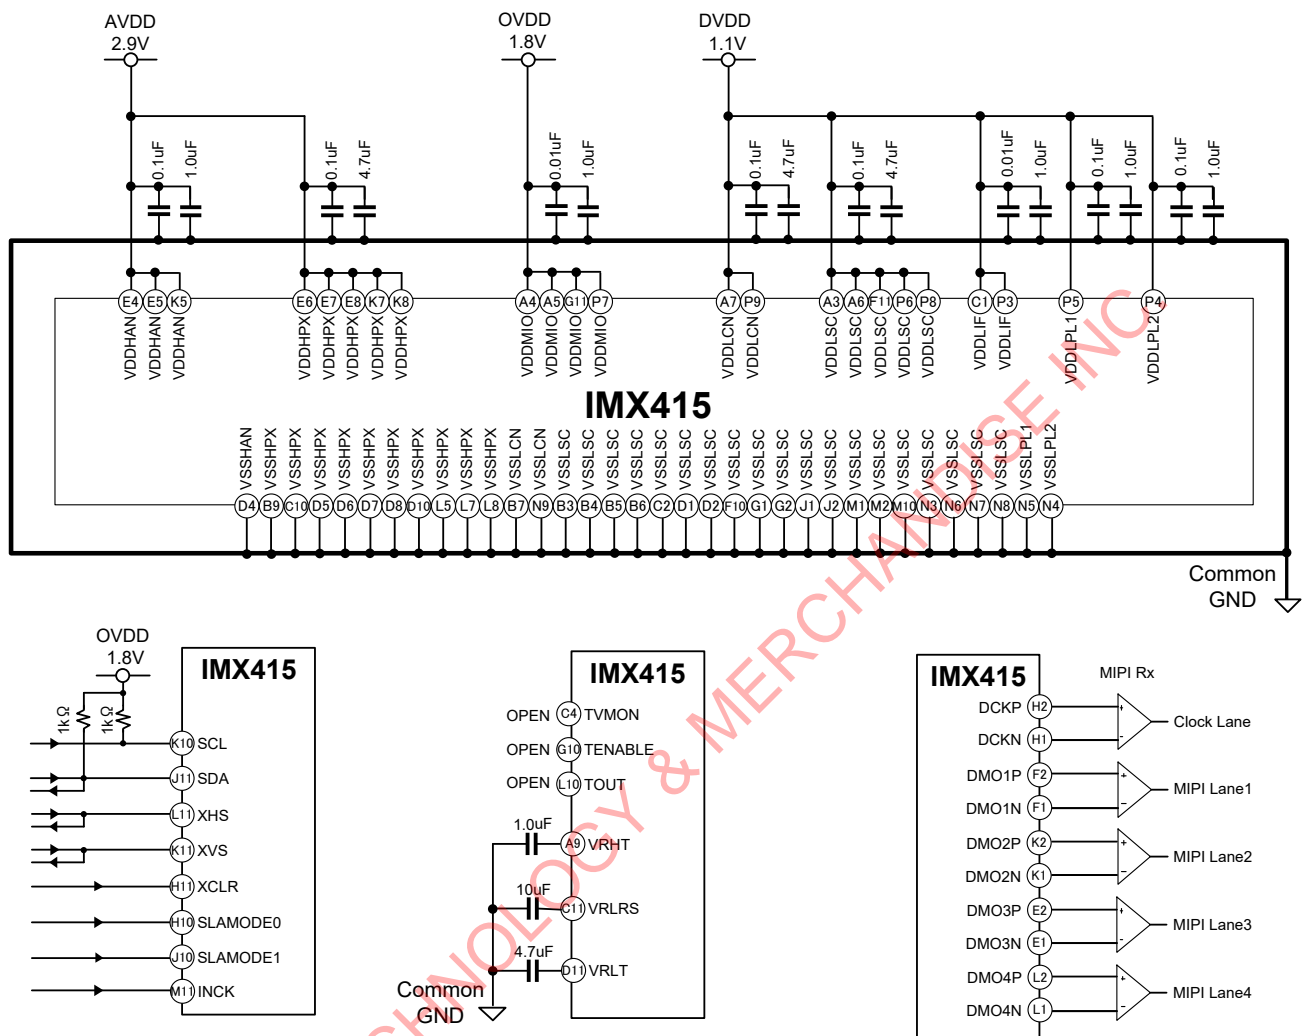 AVDD
2.9V
OVDD
1.8V
DVDD
1.1V
0.1uF
1.0uF
0.1uF
4.7uF
0.01uF
1.0uF
0.1uF
4.7uF
0.1uF
4.7uF
0.01uF
1.0uF
0.1uF
1.0uF
0.1uF
1.0uF
E4 E5 K5 E6 E7 E8 K7 K8 A4 A5 G11 P7 A7 P9 A3 A6 F11 P6 P8 C1 P3 P5 P4
VDDHAN VDDHAN VDDHAN VDDHPX VDDHPX VDDHPX VDDHPX VDDHPX VDDMIO VDDMIO VDDMIO VDDMIO VDDLCN VDDLCN VDDLSC VDDLSC VDDLSC VDDLSC VDDLSC VDDLIF VDDLIF VDDLPL1 VDDLPL2
IMX415
VSSHAN VSSHPX VSSHPX VSSHPX VSSHPX VSSHPX VSSHPX VSSHPX VSSHPX VSSHPX VSSHPX VSSLCN VSSLCN VSSLSC VSSLSC VSSLSC VSSLSC VSSLSC VSSLSC VSSLSC VSSLSC VSSLSC VSSLSC VSSLSC VSSLSC VSSLSC VSSLSC VSSLSC VSSLSC VSSLSC VSSLSC VSSLSC VSSLPL1 VSSLPL2
D4 B9 C10 D5 D6 D7 D8 D10 L5 L7 L8 B7 N9 B3 B4 B5 B6 C2 D1 D2 F10 G1 G2 J1 J2 M1 M2 M10 N3 N6 N7 N8 N5 N4
Common
GND
OVDD
1.8V
1kΩ
1kΩ
IMX415
K10 SCL
J11 SDA
L11 XHS
K11 XVS
H11 XCLR
H10 SLAMODE0
J10 SLAMODE1
M11 INCK
IMX415
OPEN C4 TVMON
OPEN G10 TENABLE
OPEN L10 TOUT
1.0uF
A9 VRHT
10uF
C11 VRLRS
4.7uF
D11 VRLT
Common
GND
IMX415
MIPI Rx
DCKP H2
+
Clock Lane
DCKN H1
-
DMO1P F2
+
MIPI Lane1
DMO1N F1
-
DMO2P K2
+
MIPI Lane2
DMO2N K1
-
DMO3P E2
+
MIPI Lane3
DMO3N E1
-
DMO4P L2
+
MIPI Lane4
DMO4N L1
-
& MERCHANDISE INC.